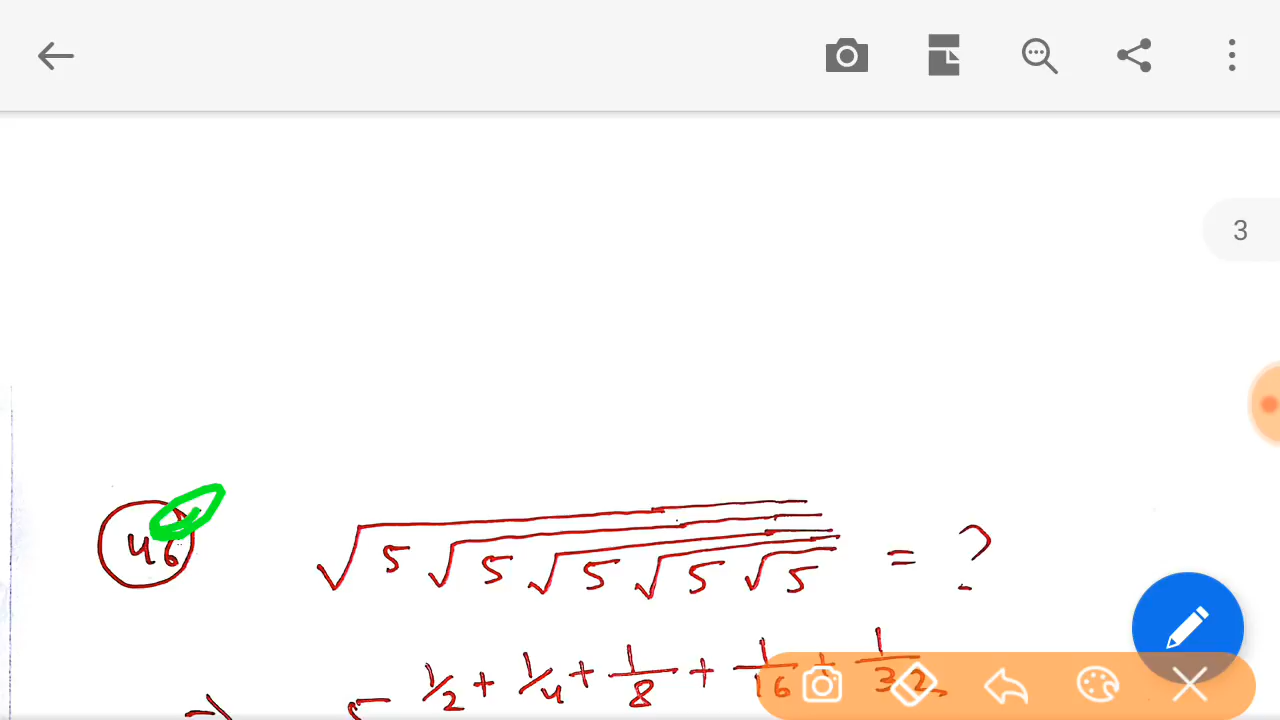 3
46 √5√5√5√5√5 = ?
⇒ 5 1/2 + 1/4 + 1/8 + 1/16 + 1/32